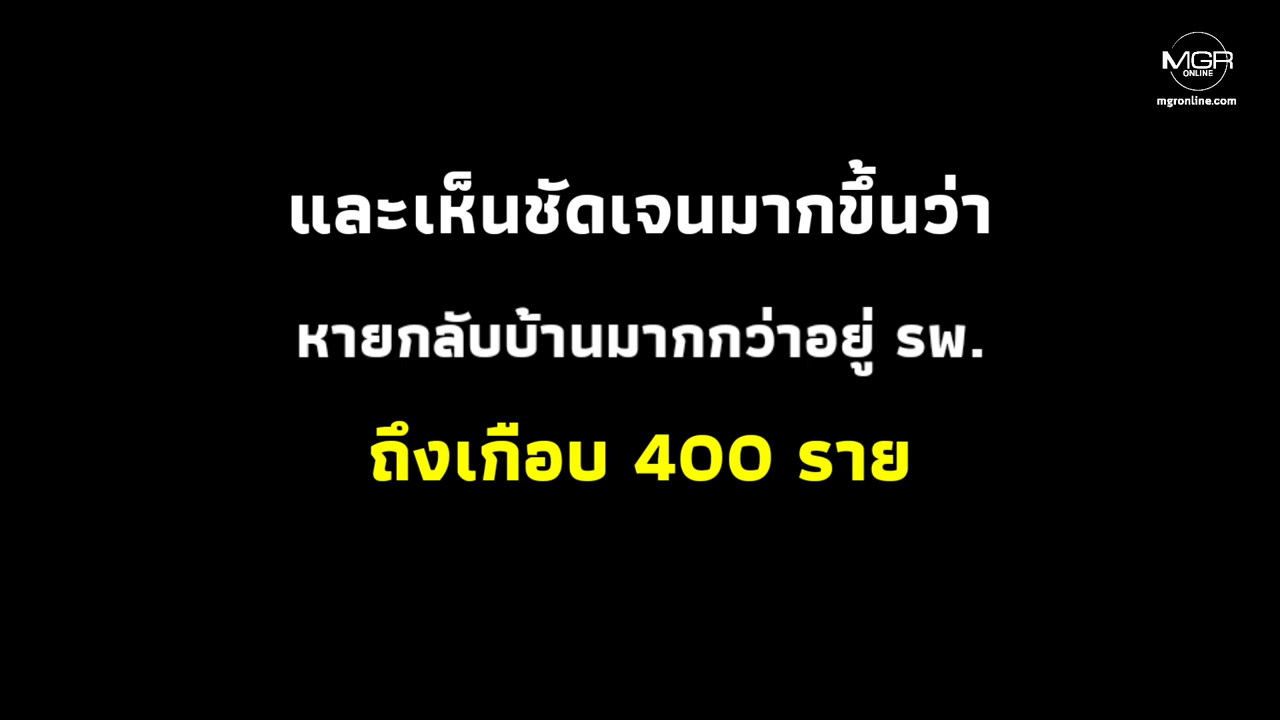 MGR
ONLINE
mgronline.com
และเห็นชัดเจนมากขึ้นว่า
หายกลับบ้านมากกว่าอยู่ รพ.
ถึงเกือบ 400 ราย